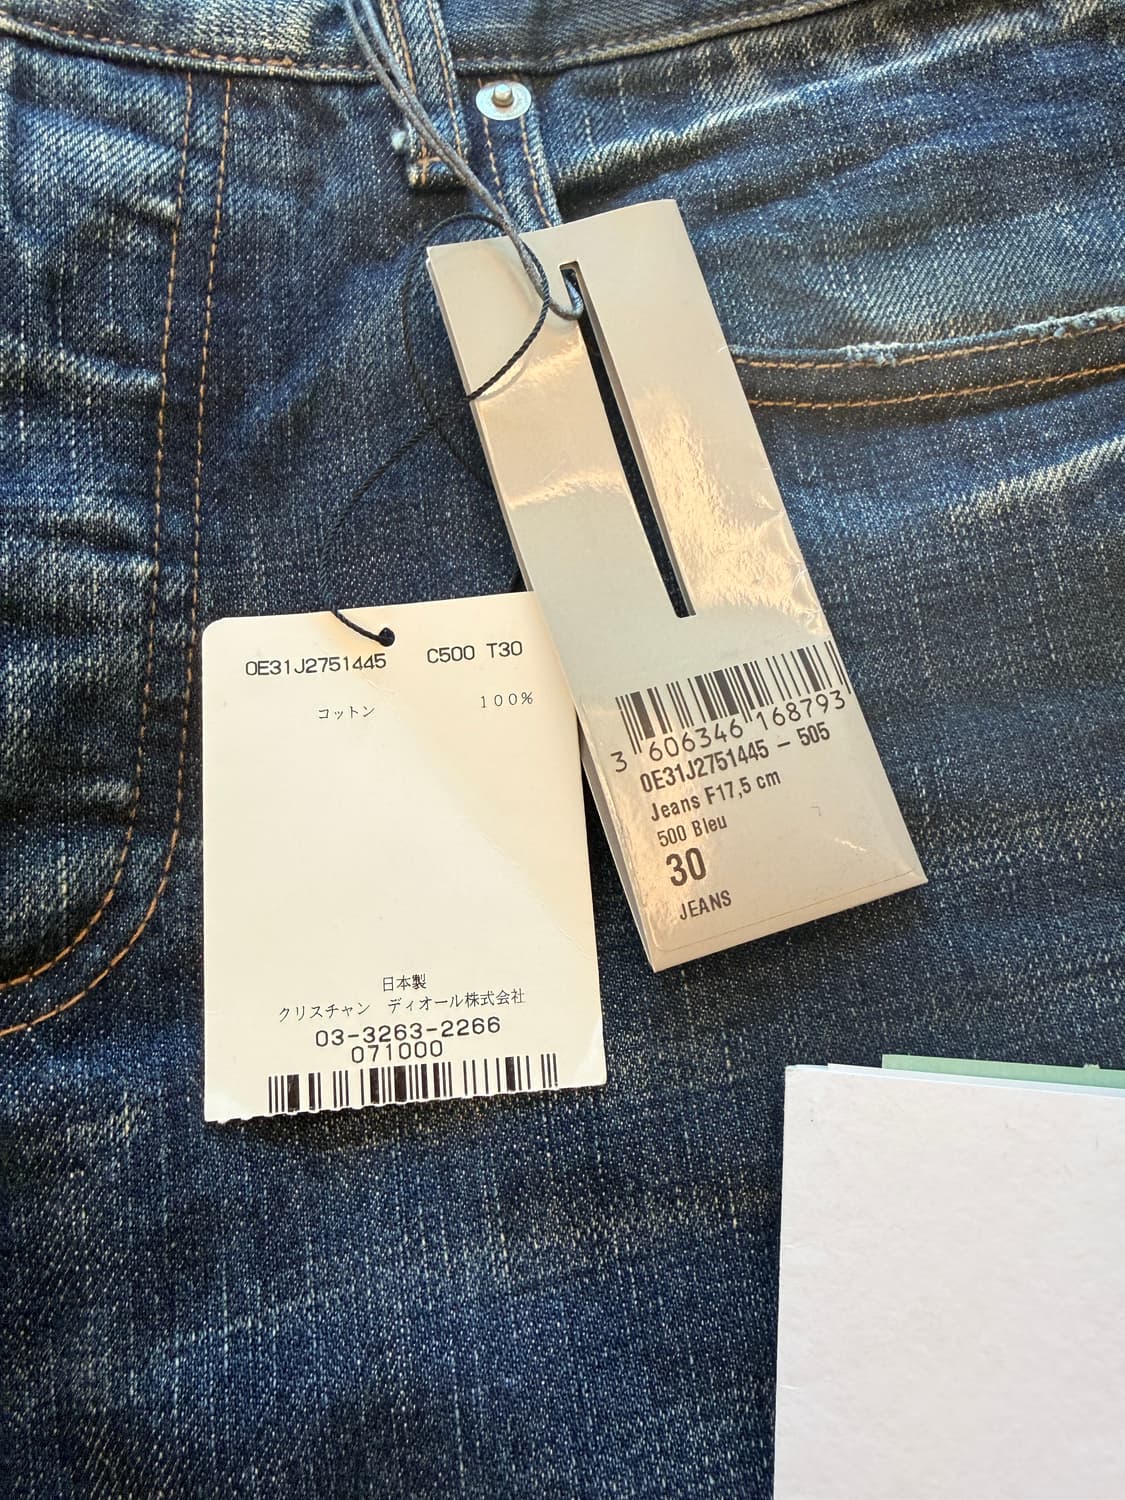 0E31J2751445 C500 T30
コットン 100%
日本製
クリスチャン ディオール株式会社
03-3263-2266
071000
3 606346 168793
0E31J2751445 - 505
Jeans F17,5 cm
500 Bleu
30
JEANS